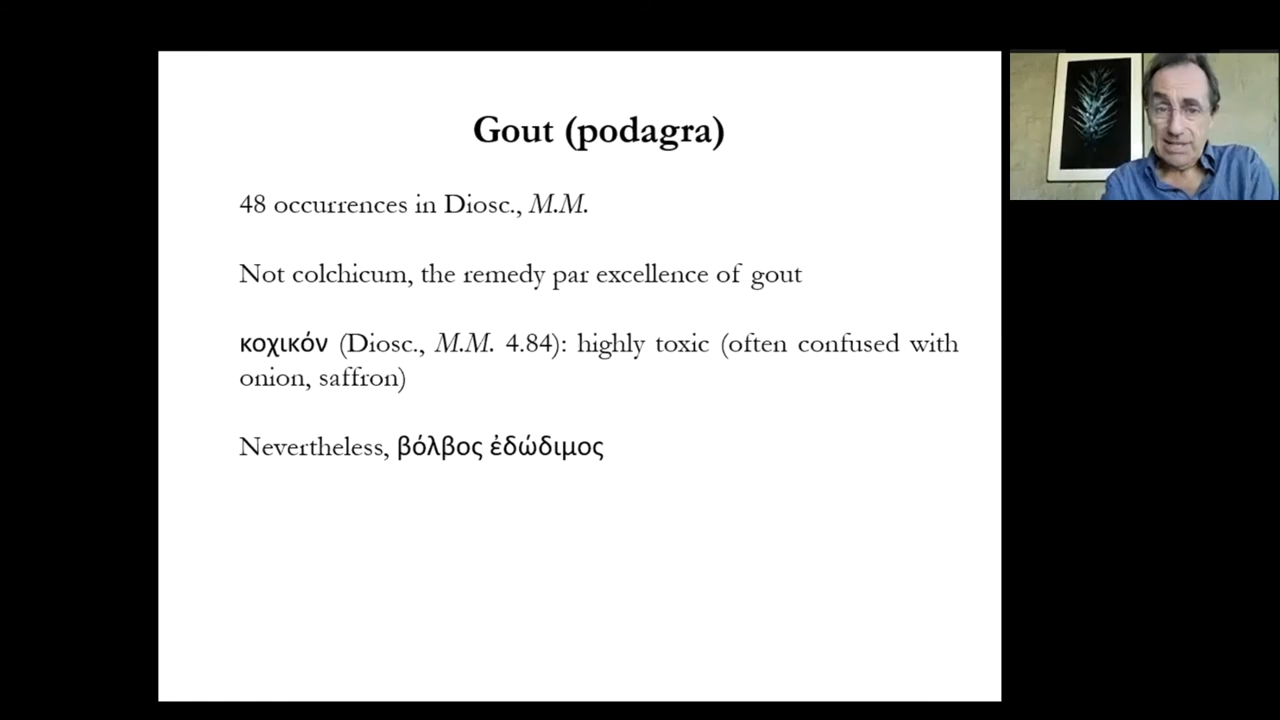 Gout (podagra)
48 occurrences in Diosc., M.M.
Not colchicum, the remedy par excellence of gout
κοχικόν (Diosc., M.M. 4.84): highly toxic (often confused with
onion, saffron)
Nevertheless, βόλβος ἐδώδιμος